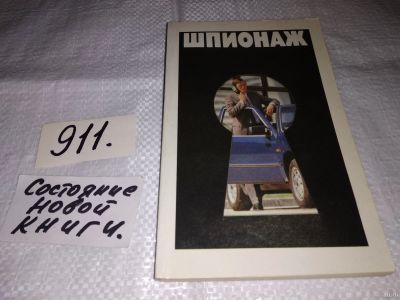 ШПИОНАЖ
911.
Состояние
новой
книги.